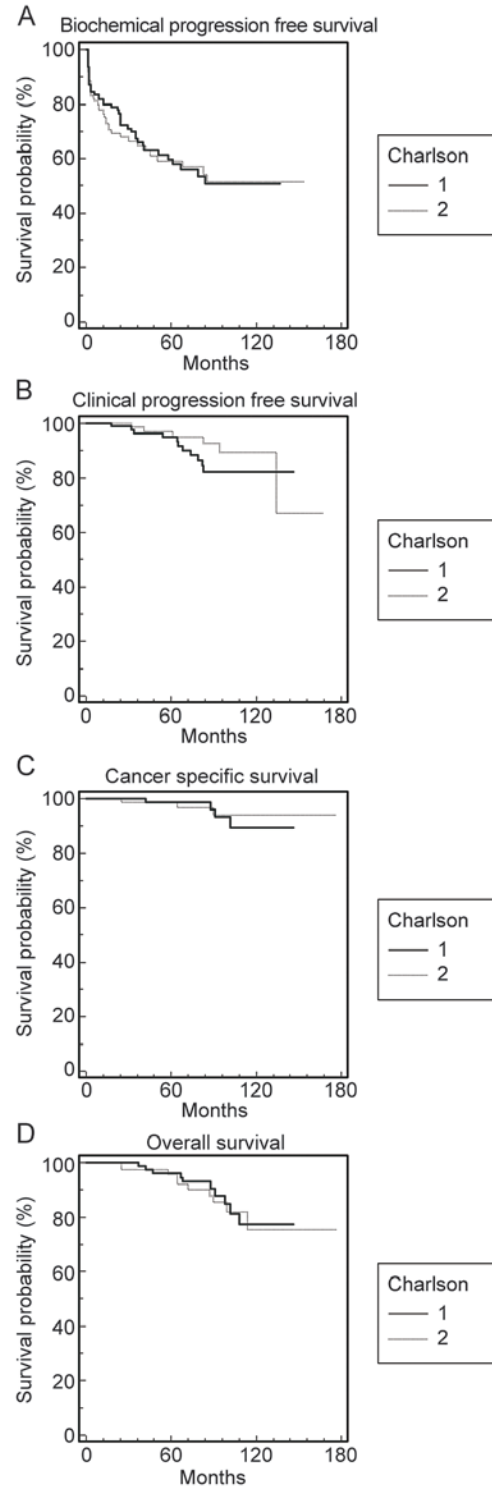 A
Biochemical progression free survival
Survival probability (%)
100
80
60
40
20
0
0 60 120 180
Months
Charlson
1
2
B
Clinical progression free survival
Survival probability (%)
100
80
60
40
20
0
0 60 120 180
Months
Charlson
1
2
C
Cancer specific survival
Survival probability (%)
100
80
60
40
20
0
0 60 120 180
Months
Charlson
1
2
D
Overall survival
Survival probability (%)
100
80
60
40
20
0
0 60 120 180
Months
Charlson
1
2